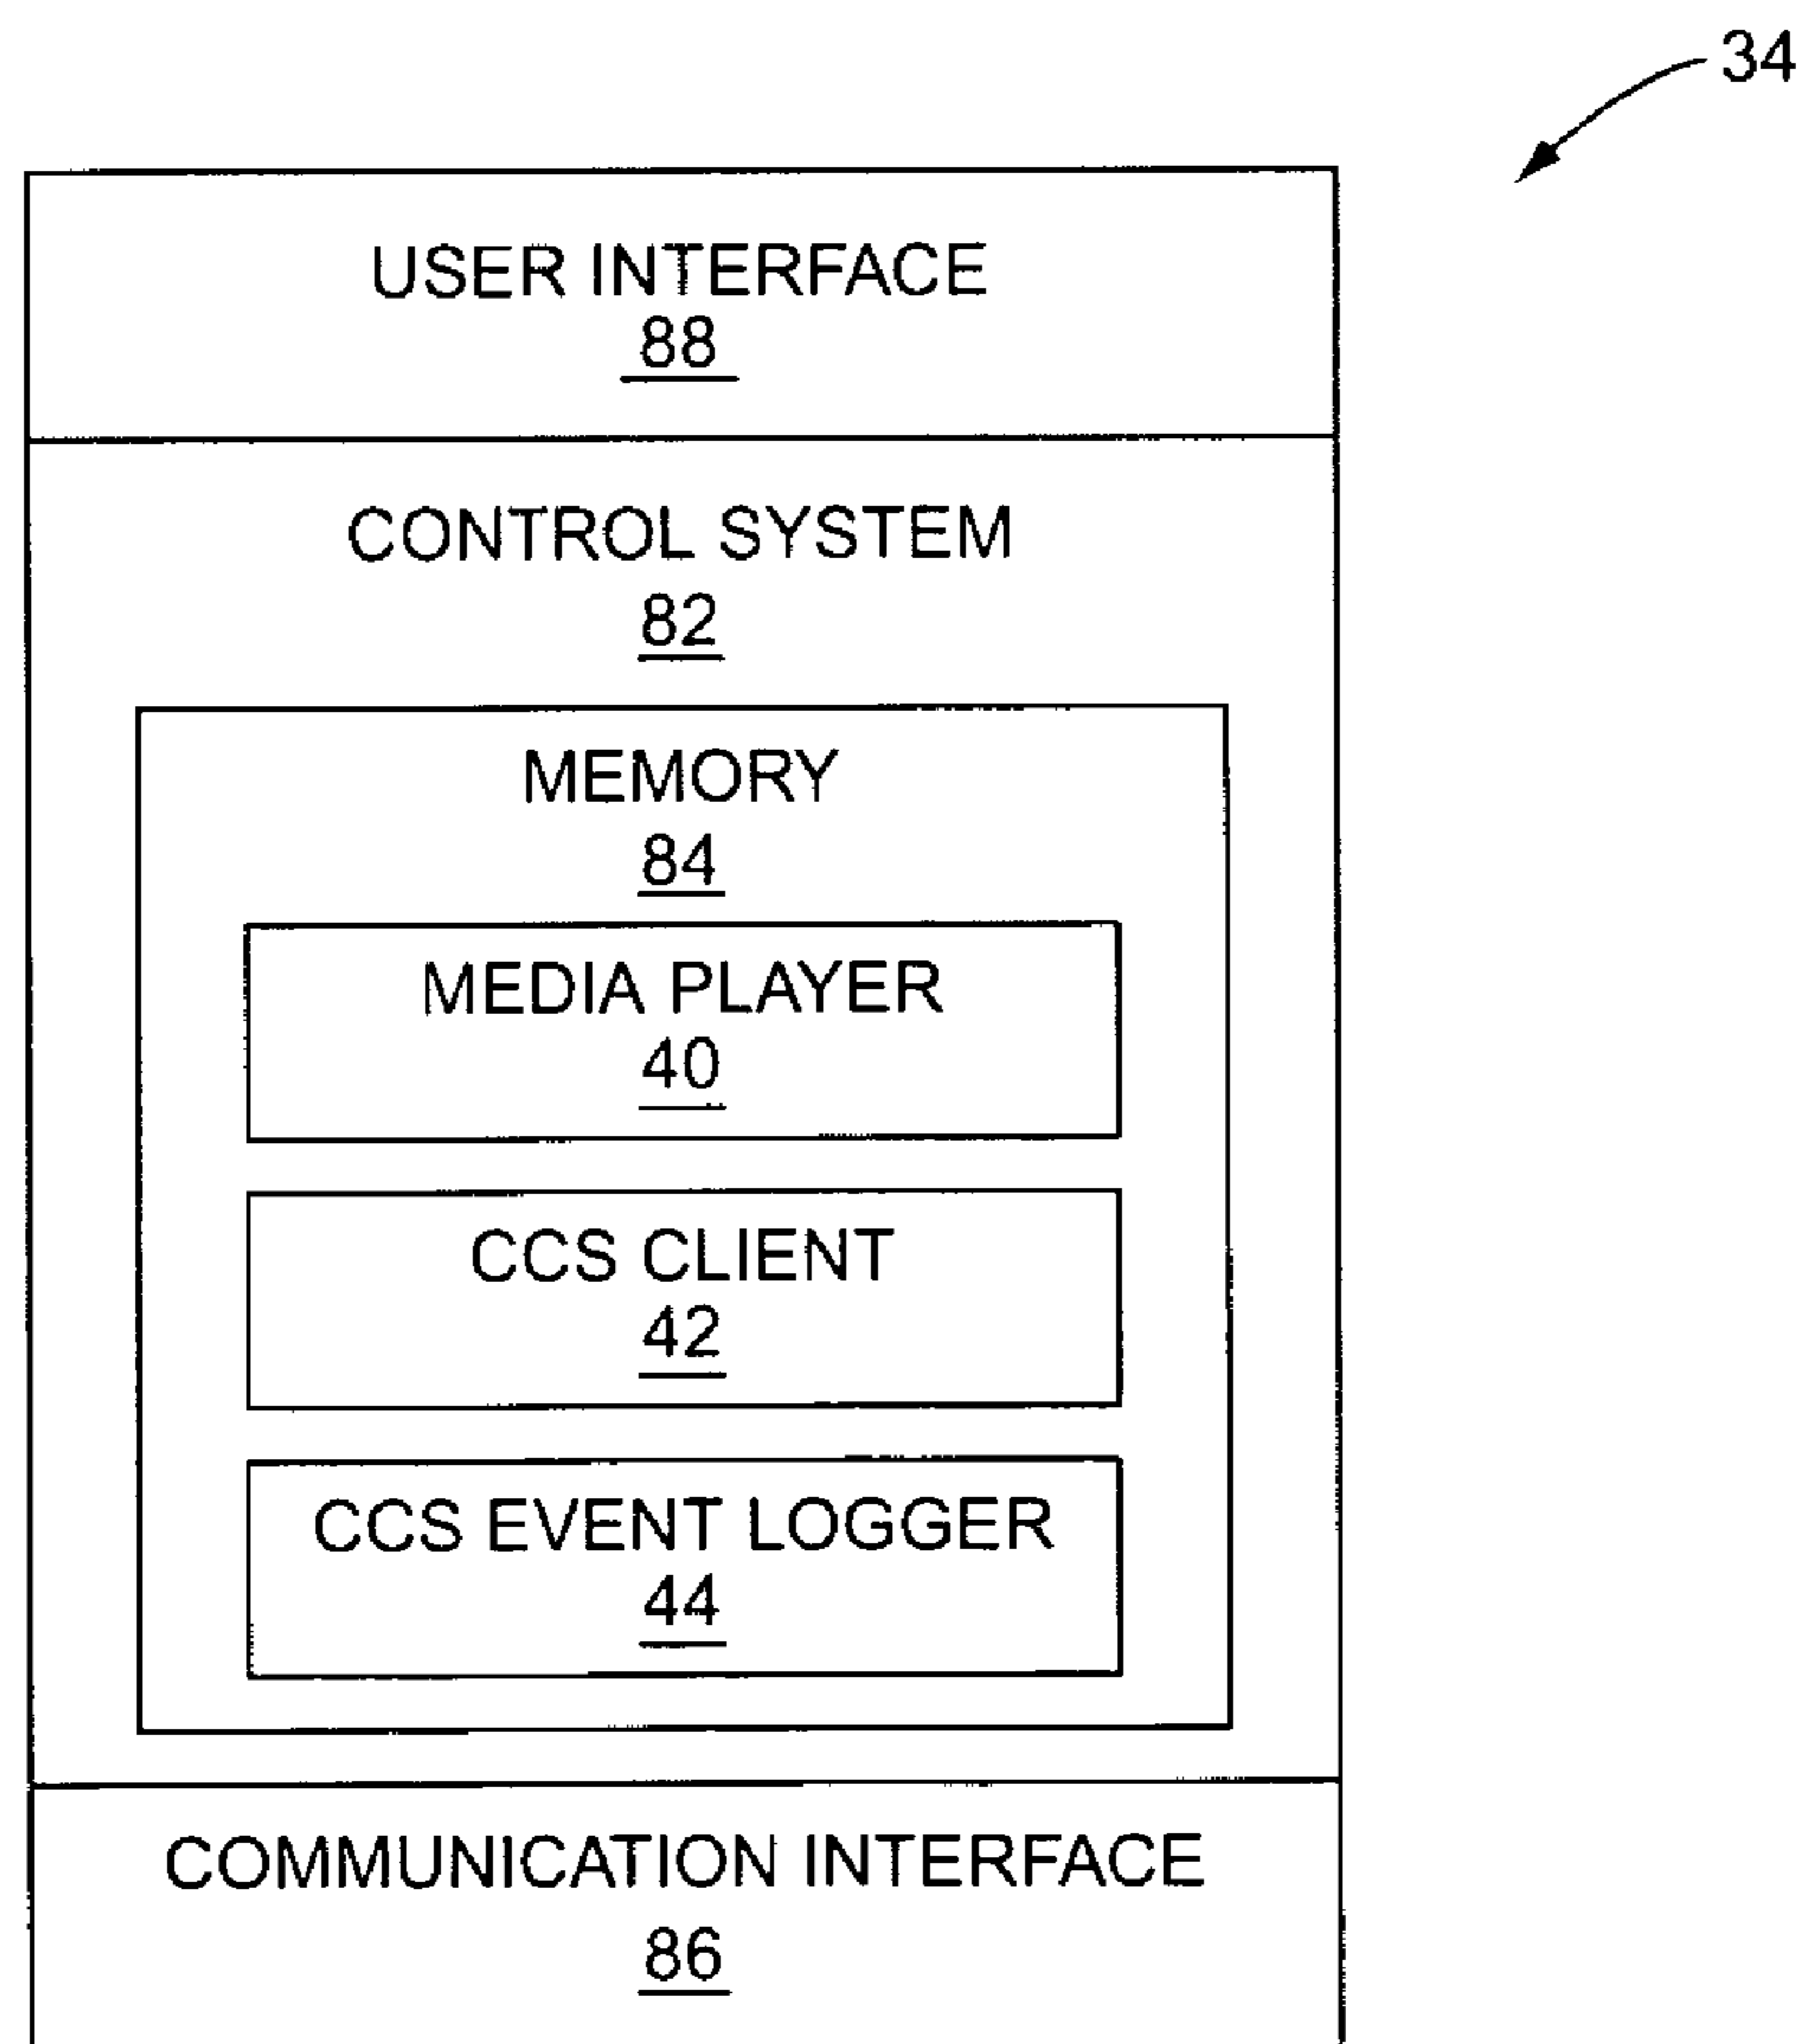 34
USER INTERFACE
88
CONTROL SYSTEM
82
MEMORY
84
MEDIA PLAYER
40
CCS CLIENT
42
CCS EVENT LOGGER
44
COMMUNICATION INTERFACE
86